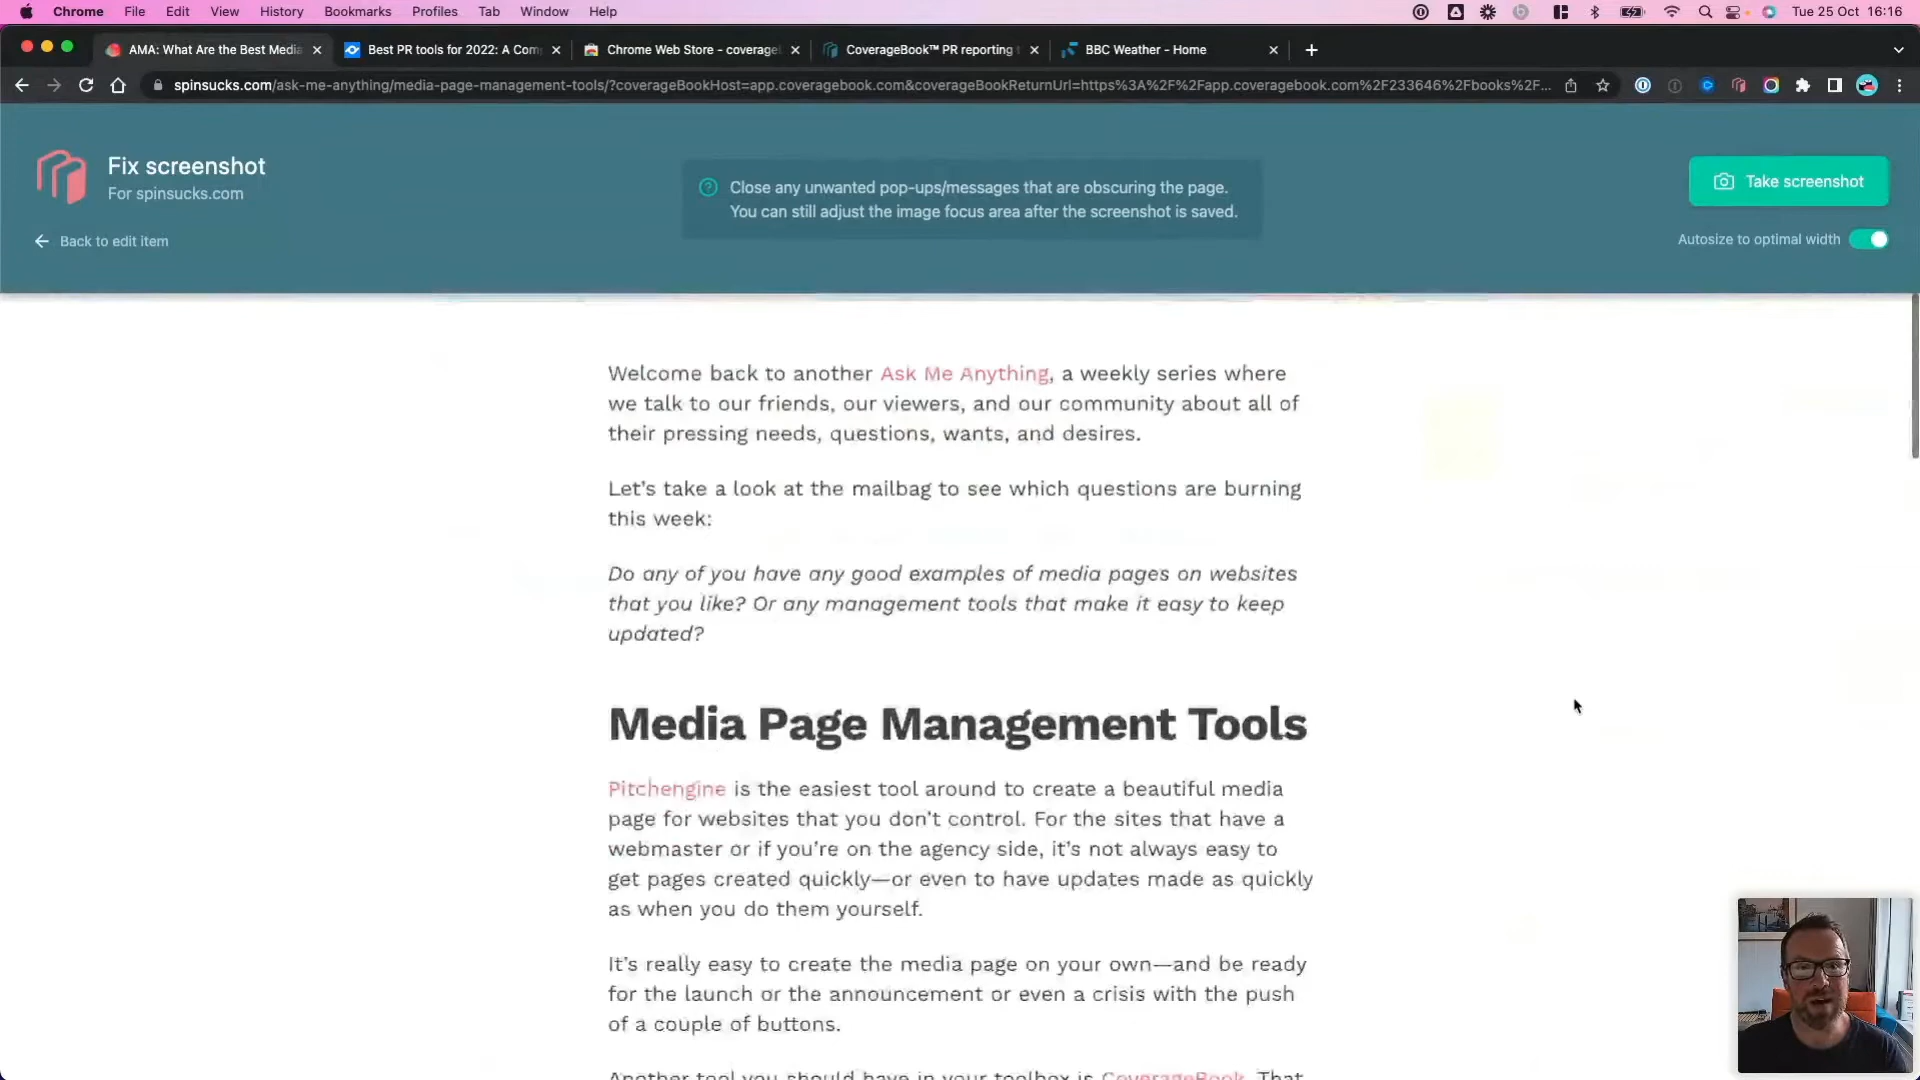 Chrome File Edit View History Bookmarks Profiles Tab Window Help Tue 25 Oct 16:16
AMA: What Are the Best Media Best PR tools for 2022: A Com Chrome Web Store - coverage CoverageBook™ PR reporting BBC Weather - Home
spinsucks.com/ask-me-anything/media-page-management-tools/?coverageBookHost=app.coveragebook.com&coverageBookReturnUrl=https%3A%2F%2Fapp.coveragebook.com%2F233646%2Fbooks%2F...
Fix screenshot
For spinsucks.com
Back to edit item
Close any unwanted pop-ups/messages that are obscuring the page.
You can still adjust the image focus area after the screenshot is saved.
Take screenshot
Autosize to optimal width
Welcome back to another Ask Me Anything, a weekly series where
we talk to our friends, our viewers, and our community about all of
their pressing needs, questions, wants, and desires.
Let's take a look at the mailbag to see which questions are burning
this week:
Do any of you have any good examples of media pages on websites
that you like? Or any management tools that make it easy to keep
updated?
Media Page Management Tools
Pitchengine is the easiest tool around to create a beautiful media
page for websites that you don't control. For the sites that have a
webmaster or if you're on the agency side, it's not always easy to
get pages created quickly—or even to have updates made as quickly
as when you do them yourself.
It's really easy to create the media page on your own—and be ready
for the launch or the announcement or even a crisis with the push
of a couple of buttons.
Another tool you should have in your toolbox is CoverageBook. That